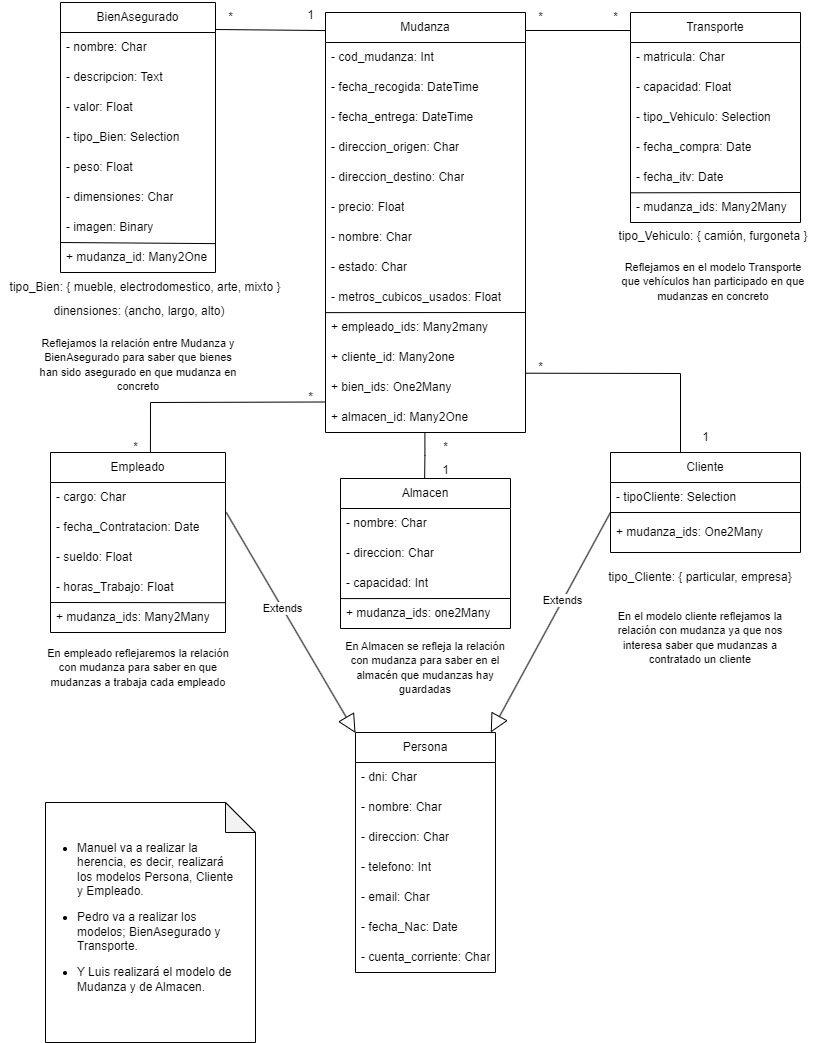 BienAsegurado
- nombre: Char
- descripcion: Text
- valor: Float
- tipo_Bien: Selection
- peso: Float
- dimensiones: Char
- imagen: Binary
+ mudanza_id: Many2One
tipo_Bien: { mueble, electrodomestico, arte, mixto }
dinensiones: (ancho, largo, alto)
Reflejamos la relación entre Mudanza y
BienAsegurado para saber que bienes
han sido asegurado en que mudanza en
concreto
*
1
Mudanza
- cod_mudanza: Int
- fecha_recogida: DateTime
- fecha_entrega: DateTime
- direccion_origen: Char
- direccion_destino: Char
- precio: Float
- nombre: Char
- estado: Char
- metros_cubicos_usados: Float
+ empleado_ids: Many2many
+ cliente_id: Many2one
+ bien_ids: One2Many
+ almacen_id: Many2One
*
*
Transporte
- matricula: Char
- capacidad: Float
- tipo_Vehiculo: Selection
- fecha_compra: Date
- fecha_itv: Date
- mudanza_ids: Many2Many
tipo_Vehiculo: { camión, furgoneta }
Reflejamos en el modelo Transporte
que vehículos han participado en que
mudanzas en concreto
*
*
*
1
*
1
Empleado
- cargo: Char
- fecha_Contratacion: Date
- sueldo: Float
- horas_Trabajo: Float
+ mudanza_ids: Many2Many
En empleado reflejaremos la relación
con mudanza para saber en que
mudanzas a trabaja cada empleado
Almacen
- nombre: Char
- direccion: Char
- capacidad: Int
+ mudanza_ids: one2Many
En Almacen se refleja la relación
con mudanza para saber en el
almacén que mudanzas hay
guardadas
Cliente
- tipoCliente: Selection
+ mudanza_ids: One2Many
tipo_Cliente: { particular, empresa}
En el modelo cliente reflejamos la
relación con mudanza ya que nos
interesa saber que mudanzas a
contratado un cliente
Extends
Extends
Persona
- dni: Char
- nombre: Char
- direccion: Char
- telefono: Int
- email: Char
- fecha_Nac: Date
- cuenta_corriente: Char
• Manuel va a realizar la
herencia, es decir, realizará
los modelos Persona, Cliente
y Empleado.
• Pedro va a realizar los
modelos; BienAsegurado y
Transporte.
• Y Luis realizará el modelo de
Mudanza y de Almacen.